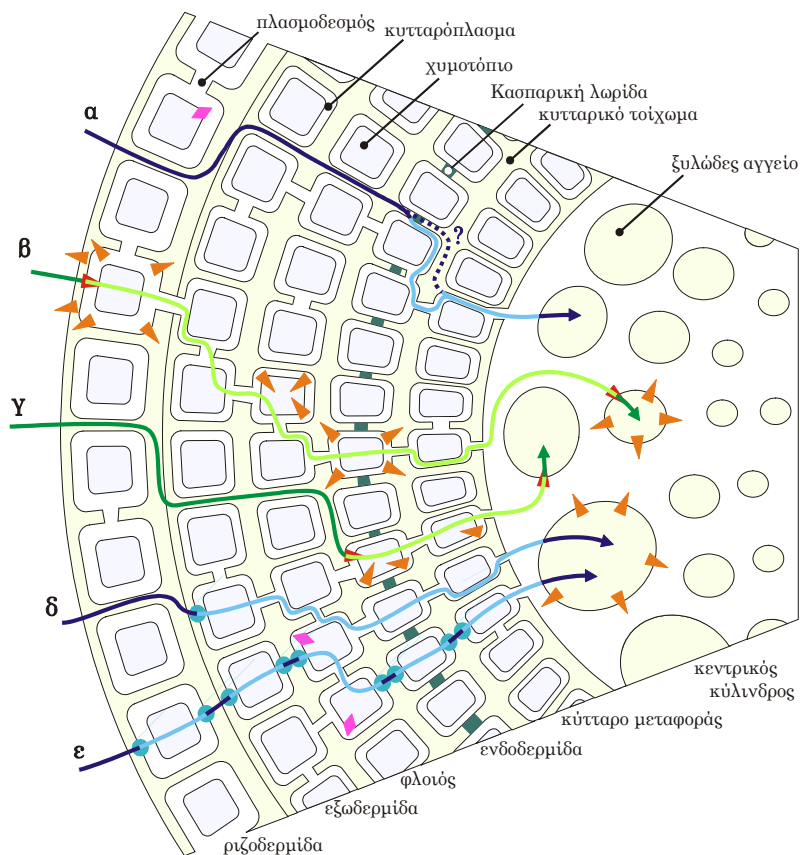 πλασμοδεσμός
κυτταρόπλασμα
χυμοτόπιο
Κασπαρική λωρίδα
κυτταρικό τοίχωμα
ξυλώδες αγγείο
α
β
?
γ
δ
ε
κεντρικός
κύλινδρος
κύτταρο μεταφοράς
ενδοδερμίδα
φλοιός
εξωδερμίδα
ριζοδερμίδα